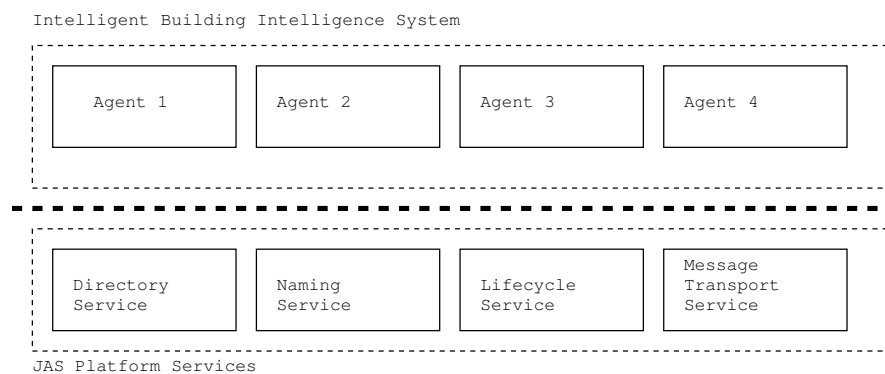 Intelligent Building Intelligence System
Agent 1
Agent 2
Agent 3
Agent 4
Directory
Service
Naming
Service
Lifecycle
Service
Message
Transport
Service
JAS Platform Services